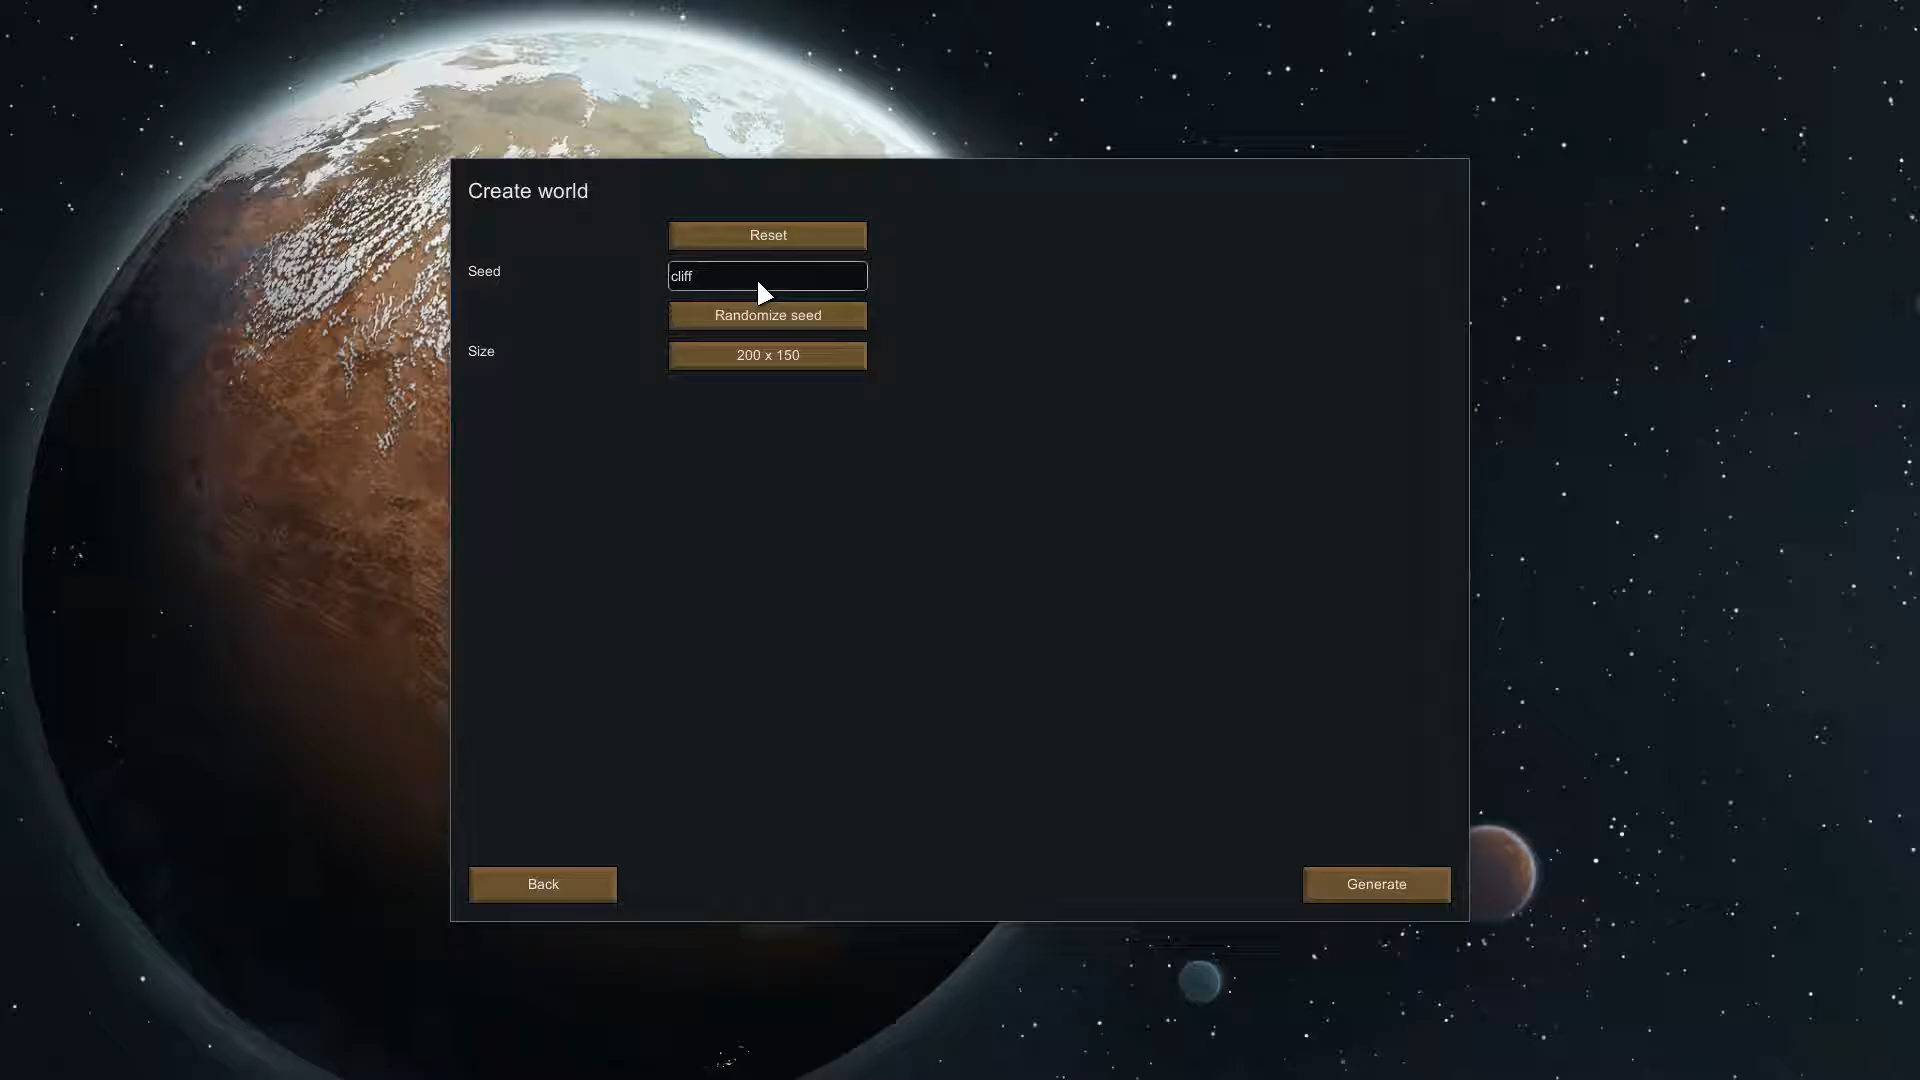 Create world
Reset
Seed
cliff
Randomize seed
Size
200 x 150
Back
Generate